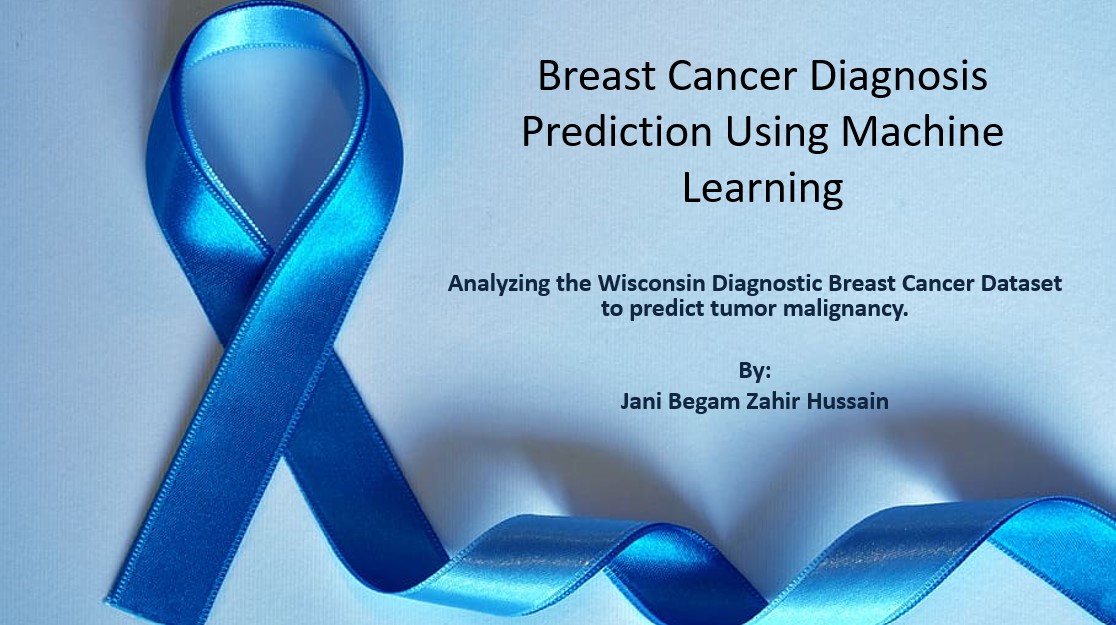 Breast Cancer Diagnosis
Prediction Using Machine
Learning
Analyzing the Wisconsin Diagnostic Breast Cancer Dataset
to predict tumor malignancy.
By:
Jani Begam Zahir Hussain